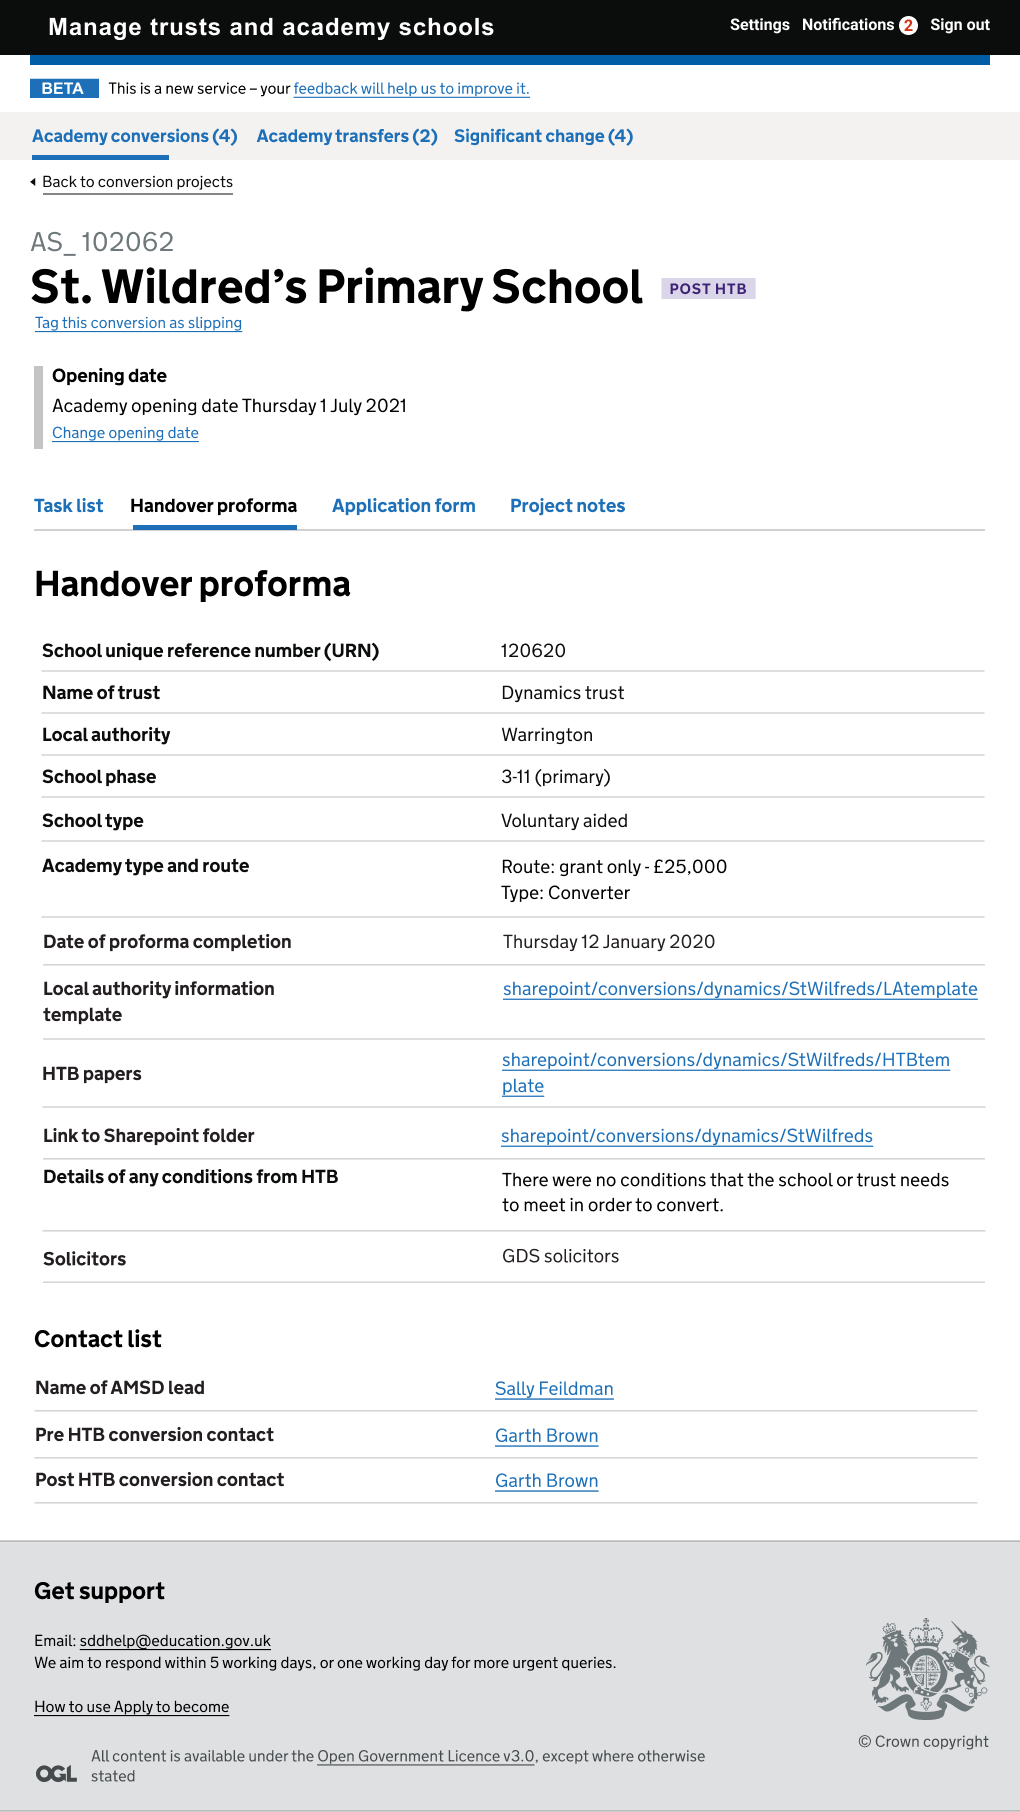 Manage trusts and academy schools
Settings Notifications 2 Sign out
BETA This is a new service – your feedback will help us to improve it.
Academy conversions (4) Academy transfers (2) Significant change (4)
Back to conversion projects
AS_ 102062
St. Wildred’s Primary School POST HTB
Tag this conversion as slipping
Opening date
Academy opening date Thursday 1 July 2021
Change opening date
Task list Handover proforma Application form Project notes
Handover proforma
School unique reference number (URN) 120620
Name of trust Dynamics trust
Local authority Warrington
School phase 3-11 (primary)
School type Voluntary aided
Academy type and route Route: grant only - £25,000
Type: Converter
Date of proforma completion Thursday 12 January 2020
Local authority information sharepoint/conversions/dynamics/StWilfreds/LAtemplate
template
HTB papers sharepoint/conversions/dynamics/StWilfreds/HTBtem
plate
Link to Sharepoint folder sharepoint/conversions/dynamics/StWilfreds
Details of any conditions from HTB There were no conditions that the school or trust needs
to meet in order to convert.
Solicitors GDS solicitors
Contact list
Name of AMSD lead Sally Feildman
Pre HTB conversion contact Garth Brown
Post HTB conversion contact Garth Brown
Get support
Email: sddhelp@education.gov.uk
We aim to respond within 5 working days, or one working day for more urgent queries.
How to use Apply to become
© Crown copyright
OGL All content is available under the Open Government Licence v3.0, except where otherwise
stated